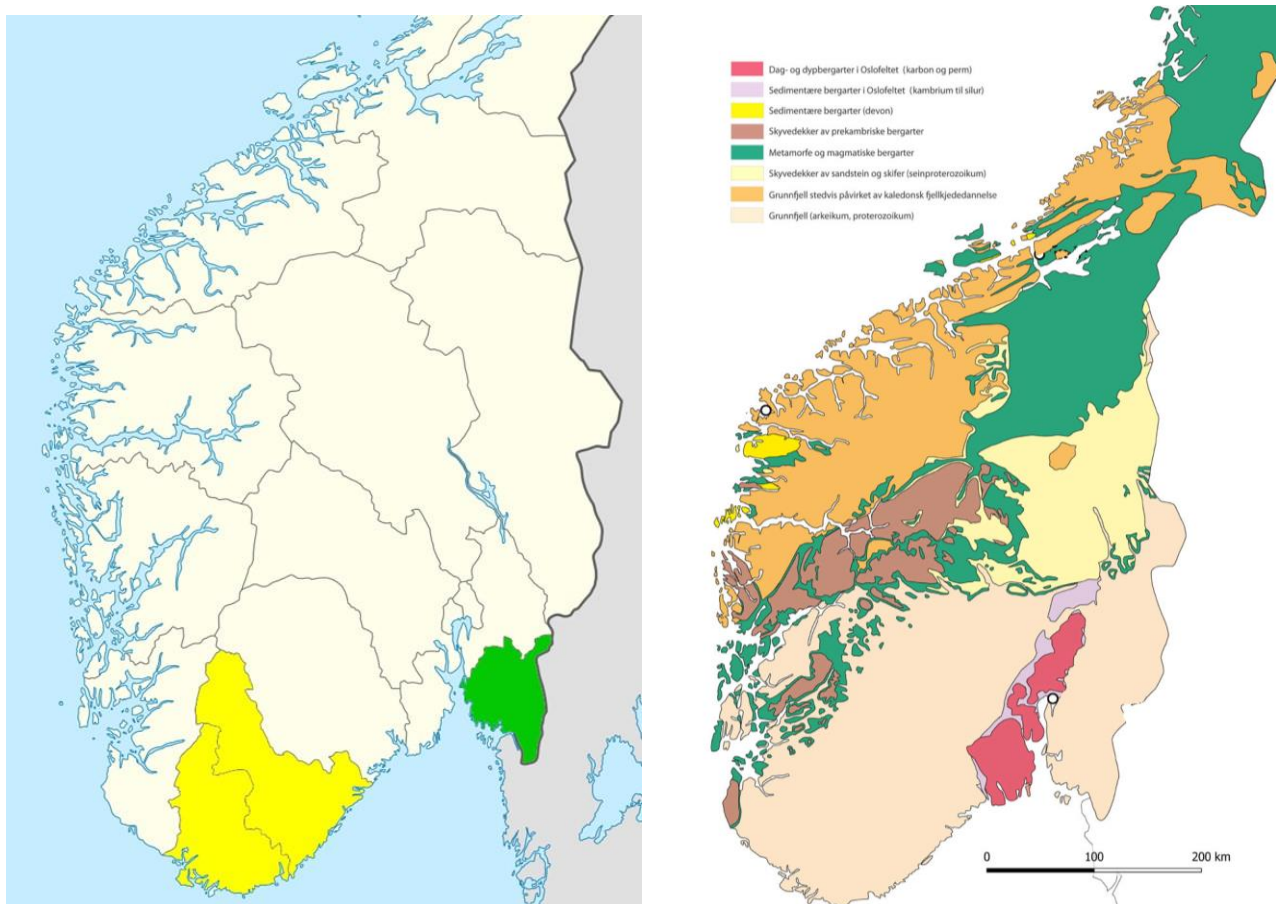 Dag- og dypbergarter i Oslofeltet (karbon og perm)
Sedimentære bergarter i Oslofeltet (kambrium til silur)
Sedimentære bergarter (devon)
Skyvedekker av prekambriske bergarter
Metamorfe og magmatiske bergarter
Skyvedekker av sandstein og skifer (seinproterozoikum)
Grunnfjell stedvis påvirket av kaledonsk fjellkjededannelse
Grunnfjell (arkeikum, proterozoikum)
0 100 200 km